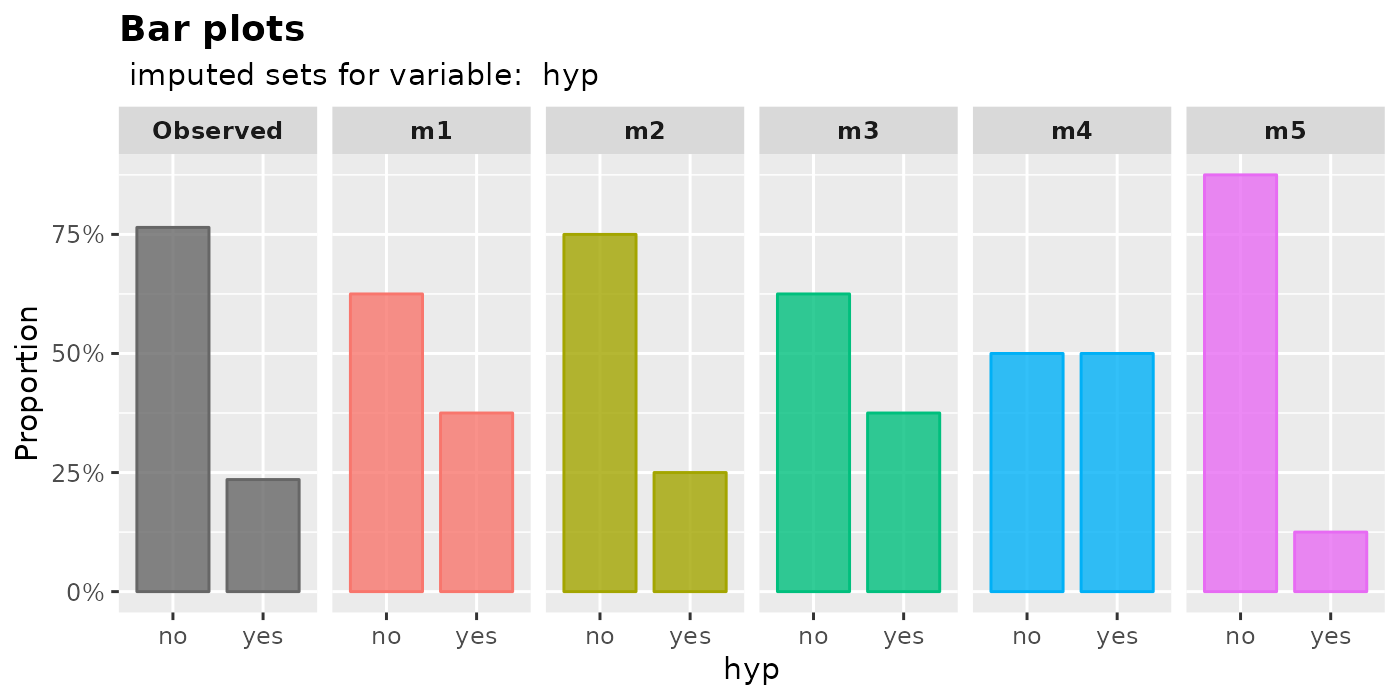 Bar plots
imputed sets for variable:  hyp
Observed m1 m2 m3 m4 m5
75%
50%
25%
0%
Proportion
no yes no yes no yes no yes no yes no yes
hyp